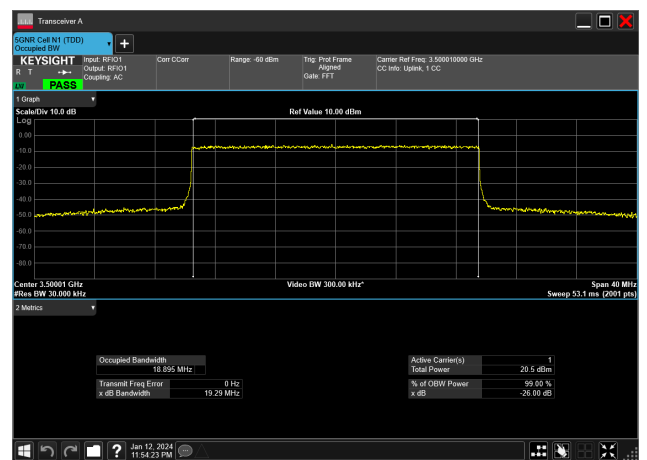 Transceiver A
5GNR Cell N1 (TDD)
Occupied BW
KEYSIGHT
R T
LV
PASS
Input: RFIO1
Output: RFIO1
Coupling: AC
Corr CCorr
Range: -60 dBm
Trig: Prot Frame
Aligned
Gate: FFT
Carrier Ref Freq: 3.500010000 GHz
CC Info: Uplink, 1 CC
1 Graph
Scale/Div 10.0 dB
Ref Value 10.00 dBm
Log
0.00
-10.0
-20.0
-30.0
-40.0
-50.0
-60.0
-70.0
-80.0
Center 3.50001 GHz
Video BW 300.00 kHz*
Span 40 MHz
#Res BW 30.000 kHz
Sweep 53.1 ms (2001 pts)
2 Metrics
Occupied Bandwidth
18.895 MHz
Transmit Freq Error 0 Hz
x dB Bandwidth 19.29 MHz
Active Carrier(s) 1
Total Power 20.5 dBm
% of OBW Power 99.00 %
x dB -26.00 dB
?
Jan 12, 2024
11:54:23 PM